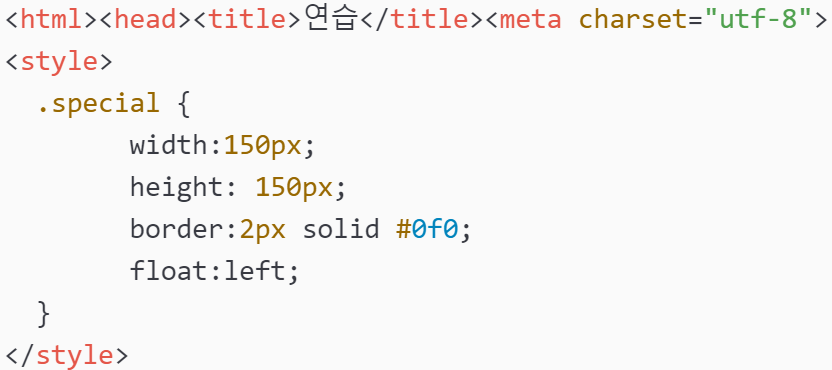 <html><head><title>연습</title><meta charset="utf-8">
<style>
  .special {
        width:150px;
        height: 150px;
        border:2px solid #0f0;
        float:left;
  }
</style>